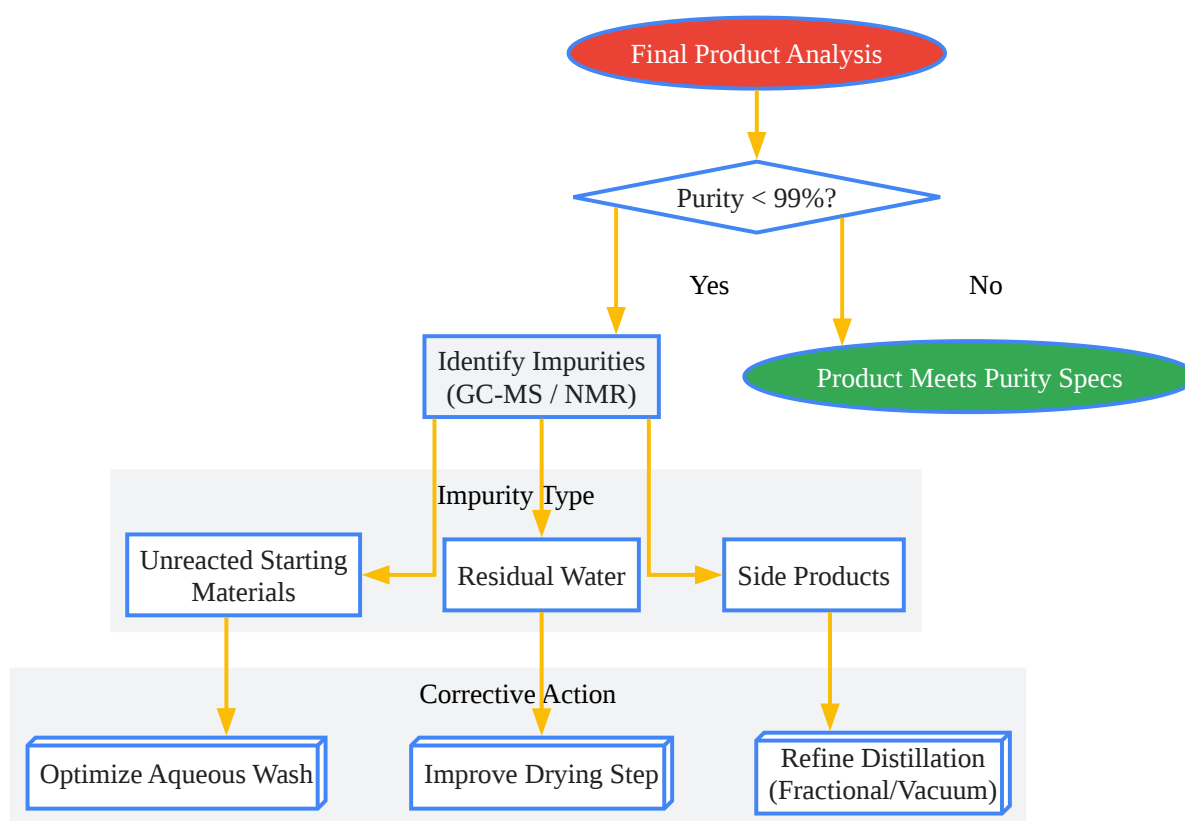 Final Product Analysis
Purity < 99%?
Yes
No
Identify Impurities
(GC-MS / NMR)
Product Meets Purity Specs
Impurity Type
Unreacted Starting
Materials
Residual Water
Side Products
Corrective Action
Optimize Aqueous Wash
Improve Drying Step
Refine Distillation
(Fractional/Vacuum)